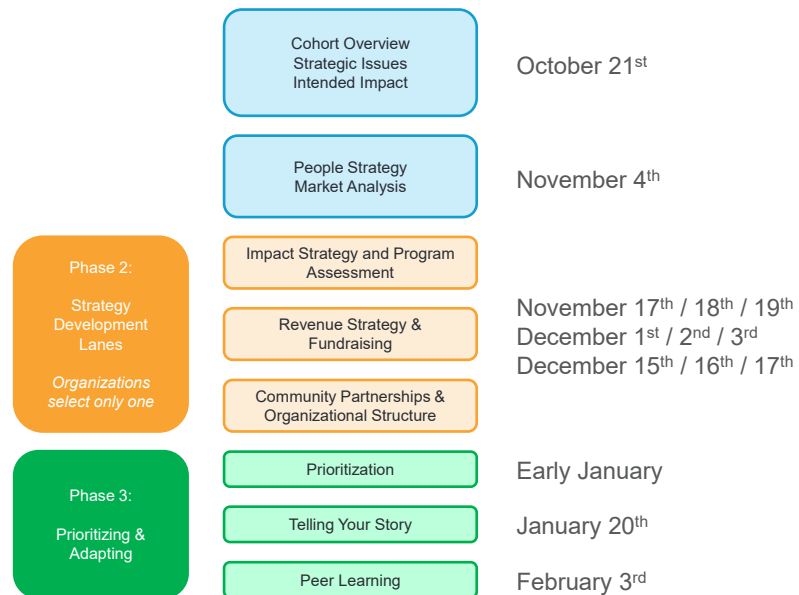 Cohort Overview
Strategic Issues
Intended Impact
October 21st
People Strategy
Market Analysis
November 4th
Phase 2:
Strategy
Development
Lanes
Organizations
select only one
Impact Strategy and Program
Assessment
Revenue Strategy &
Fundraising
Community Partnerships &
Organizational Structure
November 17th / 18th / 19th
December 1st / 2nd / 3rd
December 15th / 16th / 17th
Phase 3:
Prioritizing &
Adapting
Prioritization
Early January
Telling Your Story
January 20th
Peer Learning
February 3rd